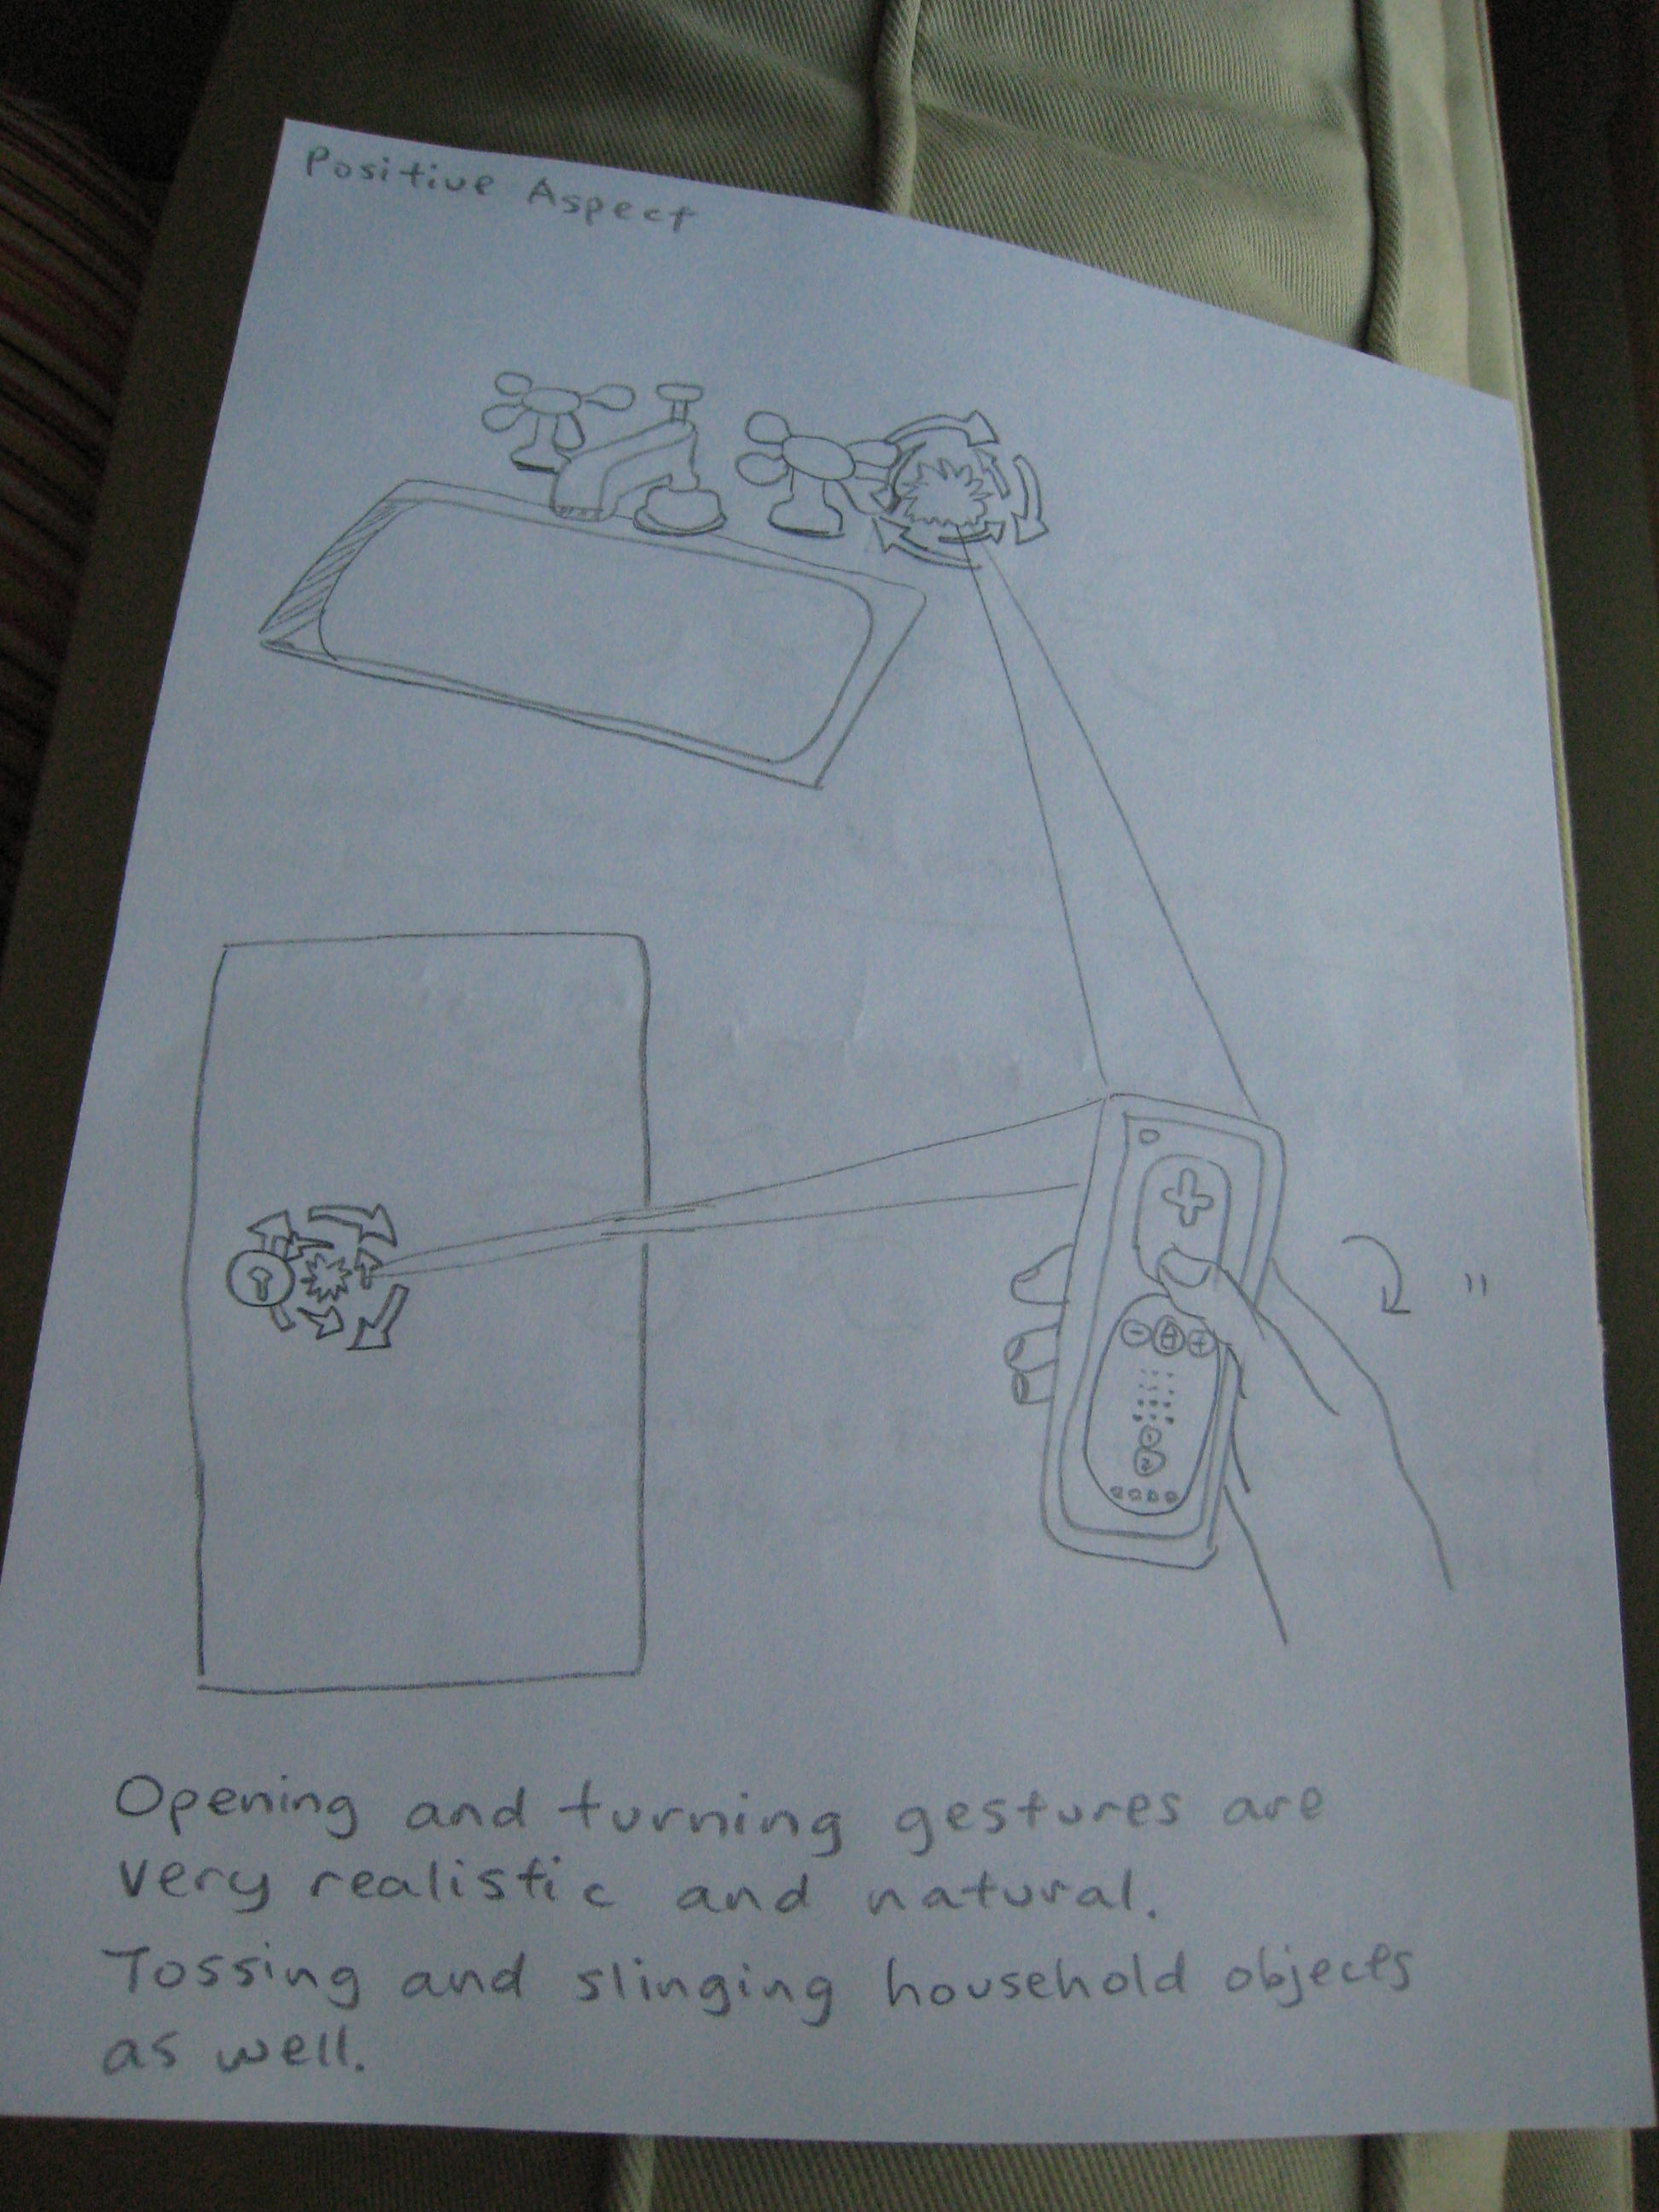 Positive Aspect
Opening and turning gestures are
very realistic and natural.
Tossing and slinging household objects
as well.